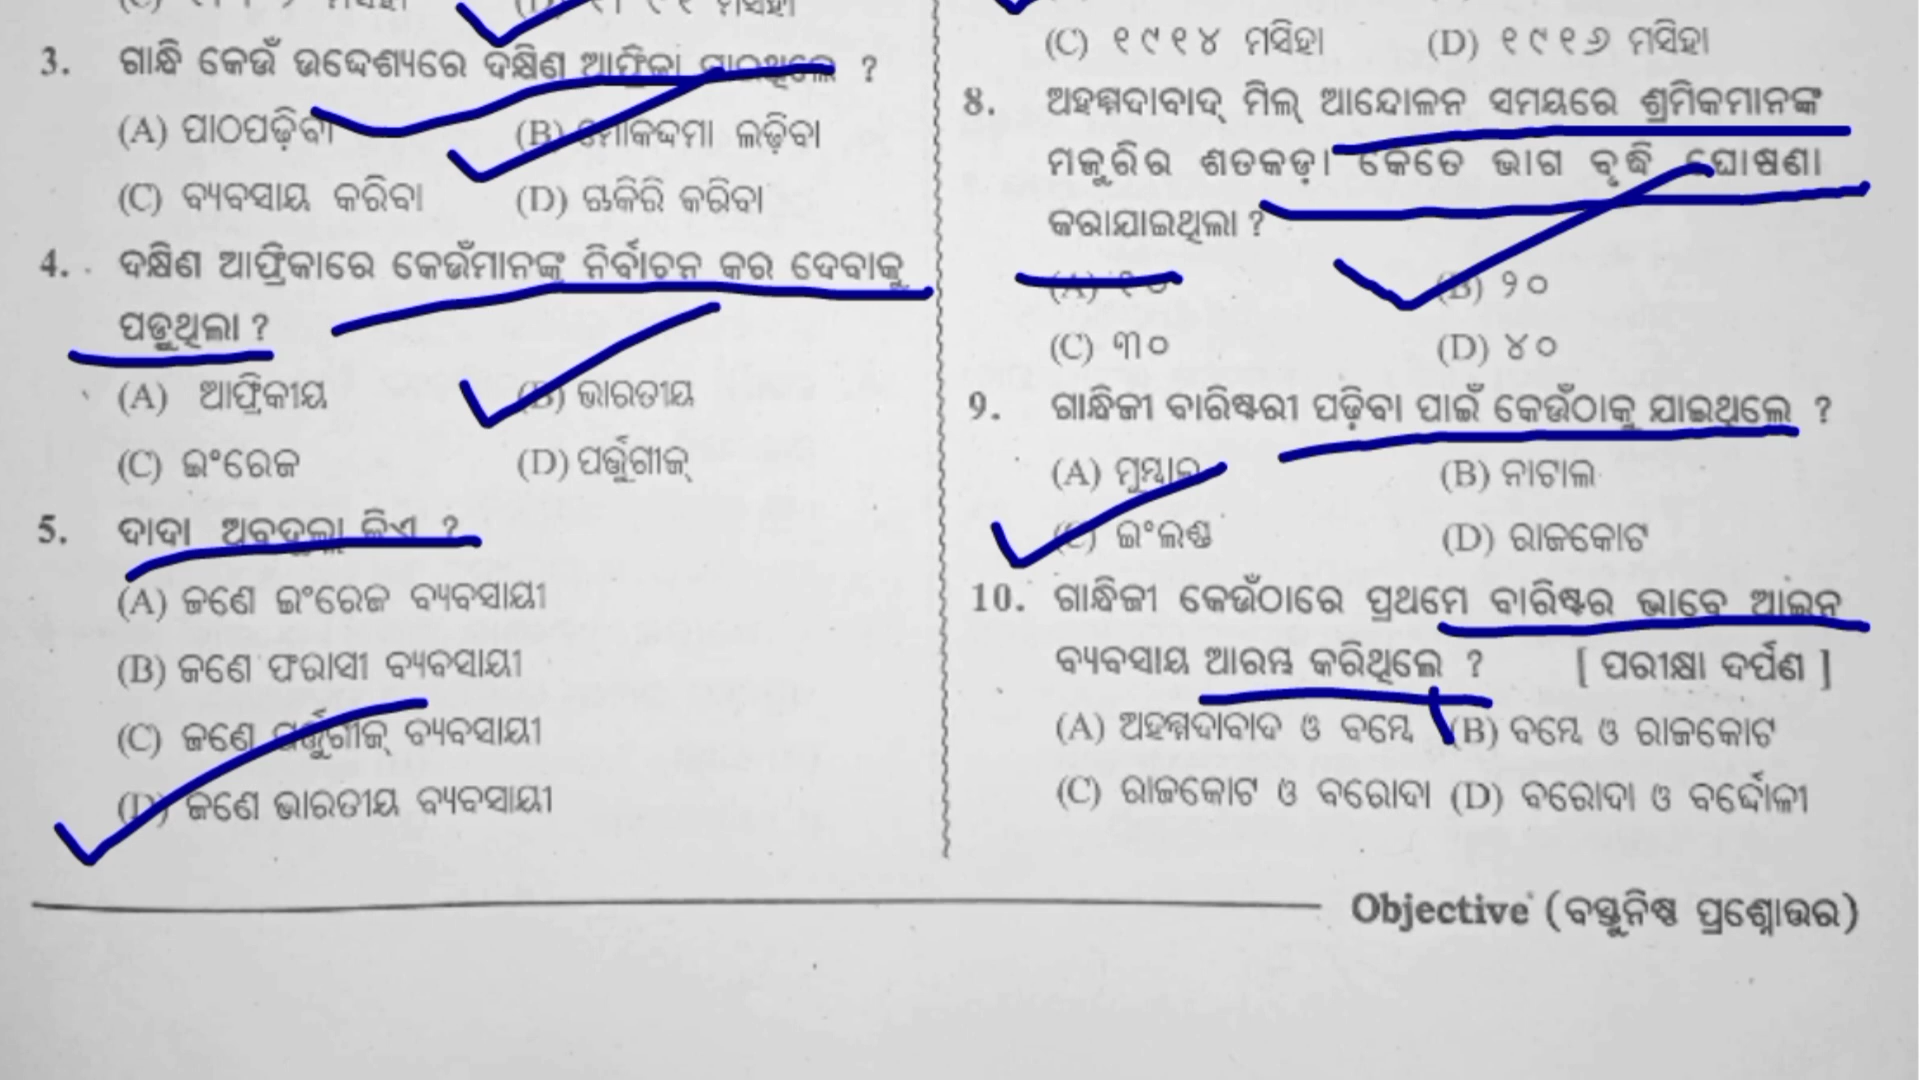 3. ଗାନ୍ଧି କେଉଁ ଉଦ୍ଦେଶ୍ୟରେ ଦକ୍ଷିଣ ଆଫ୍ରିକା ଯାଇଥିଲେ ?
(A) ପାଠପଢ଼ିବା (B) ମୋକଦ୍ଦମା ଲଢ଼ିବା
(C) ବ୍ୟବସାୟ କରିବା (D) ଚାକିରି କରିବା
4. ଦକ୍ଷିଣ ଆଫ୍ରିକାରେ କେଉଁମାନଙ୍କୁ ନିର୍ବାଚନ କର ଦେବାକୁ
ପଡୁଥିଲା ?
(A) ଆଫ୍ରିକୀୟ (B) ଭାରତୀୟ
(C) ଇଂରେଜ (D) ପର୍ତ୍ତୁଗୀଜ୍
5. ଦାଦା ଅବଦୁଲ୍ଲା କିଏ ?
(A) ଜଣେ ଇଂରେଜ ବ୍ୟବସାୟୀ
(B) ଜଣେ ଫରାସୀ ବ୍ୟବସାୟୀ
(C) ଜଣେ ପର୍ତ୍ତୁଗୀଜ୍ ବ୍ୟବସାୟୀ
(D) ଜଣେ ଭାରତୀୟ ବ୍ୟବସାୟୀ
(C) ୧୯୧୪ ମସିହା (D) ୧୯୧୬ ମସିହା
8. ଅହମ୍ମଦାବାଦ୍ ମିଲ୍ ଆନ୍ଦୋଳନ ସମୟରେ ଶ୍ରମିକମାନଙ୍କ
ମଜୁରିର ଶତକଡ଼ା କେତେ ଭାଗ ବୃଦ୍ଧି ଘୋଷଣା
କରାଯାଇଥିଲା ?
(A) ୧୦ (B) ୨୦
(C) ୩୦ (D) ୪୦
9. ଗାନ୍ଧିଜୀ ବାରିଷ୍ଟରୀ ପଢ଼ିବା ପାଇଁ କେଉଁଠାକୁ ଯାଇଥିଲେ ?
(A) ମୁମ୍ବାଇ (B) ନାଟାଲ
(C) ଇଂଲଣ୍ଡ (D) ରାଜକୋଟ
10. ଗାନ୍ଧିଜୀ କେଉଁଠାରେ ପ୍ରଥମେ ବାରିଷ୍ଟର ଭାବେ ଆଇନ
ବ୍ୟବସାୟ ଆରମ୍ଭ କରିଥିଲେ ? [ ପରୀକ୍ଷା ଦର୍ପଣ ]
(A) ଅହମ୍ମଦାବାଦ ଓ ବମ୍ବେ (B) ବମ୍ବେ ଓ ରାଜକୋଟ
(C) ରାଜକୋଟ ଓ ବରୋଦା (D) ବରୋଦା ଓ ବର୍ଦ୍ଦୋଳୀ
Objective (ବସ୍ତୁନିଷ୍ଠ ପ୍ରଶ୍ନୋତ୍ତର)